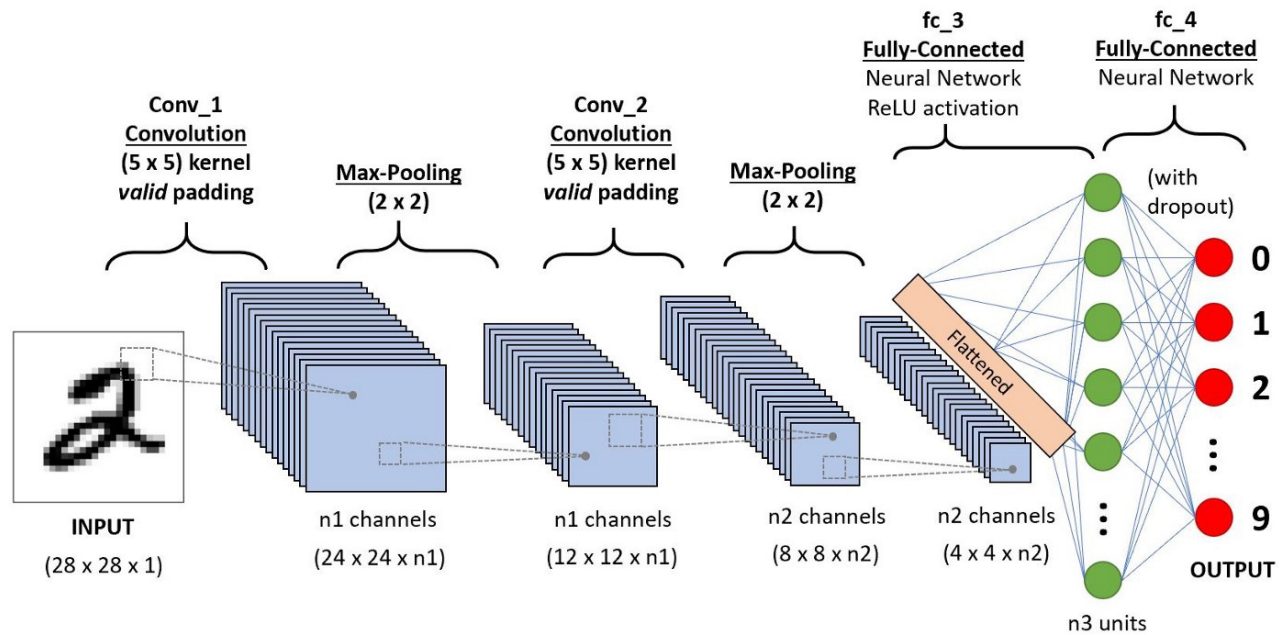 Conv_1
Convolution
(5 x 5) kernel
valid padding
Max-Pooling
(2 x 2)
Conv_2
Convolution
(5 x 5) kernel
valid padding
Max-Pooling
(2 x 2)
fc_3
Fully-Connected
Neural Network
ReLU activation
fc_4
Fully-Connected
Neural Network
(with
dropout)
Flattened
0
1
2
9
INPUT
(28 x 28 x 1)
n1 channels
(24 x 24 x n1)
n1 channels
(12 x 12 x n1)
n2 channels
(8 x 8 x n2)
n2 channels
(4 x 4 x n2)
n3 units
OUTPUT